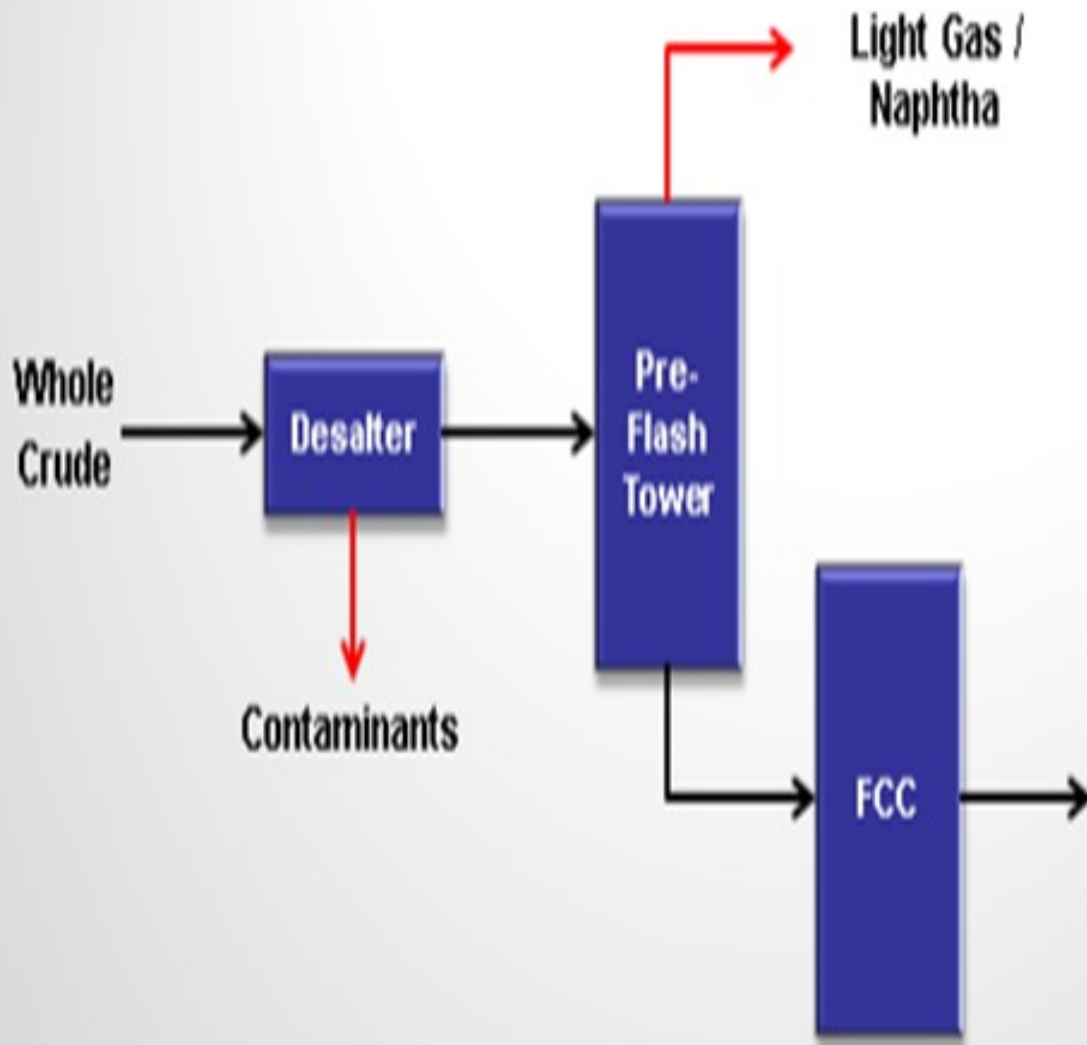 Light Gas /
Naphtha
Whole
Crude
Desalter
Pre-
Flash
Tower
Contaminants
FCC